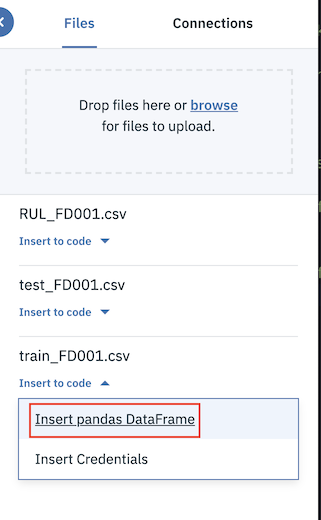 Files
Connections
Drop files here or browse
for files to upload.
RUL_FD001.csv
Insert to code
test_FD001.csv
Insert to code
train_FD001.csv
Insert to code
Insert pandas DataFrame
Insert Credentials